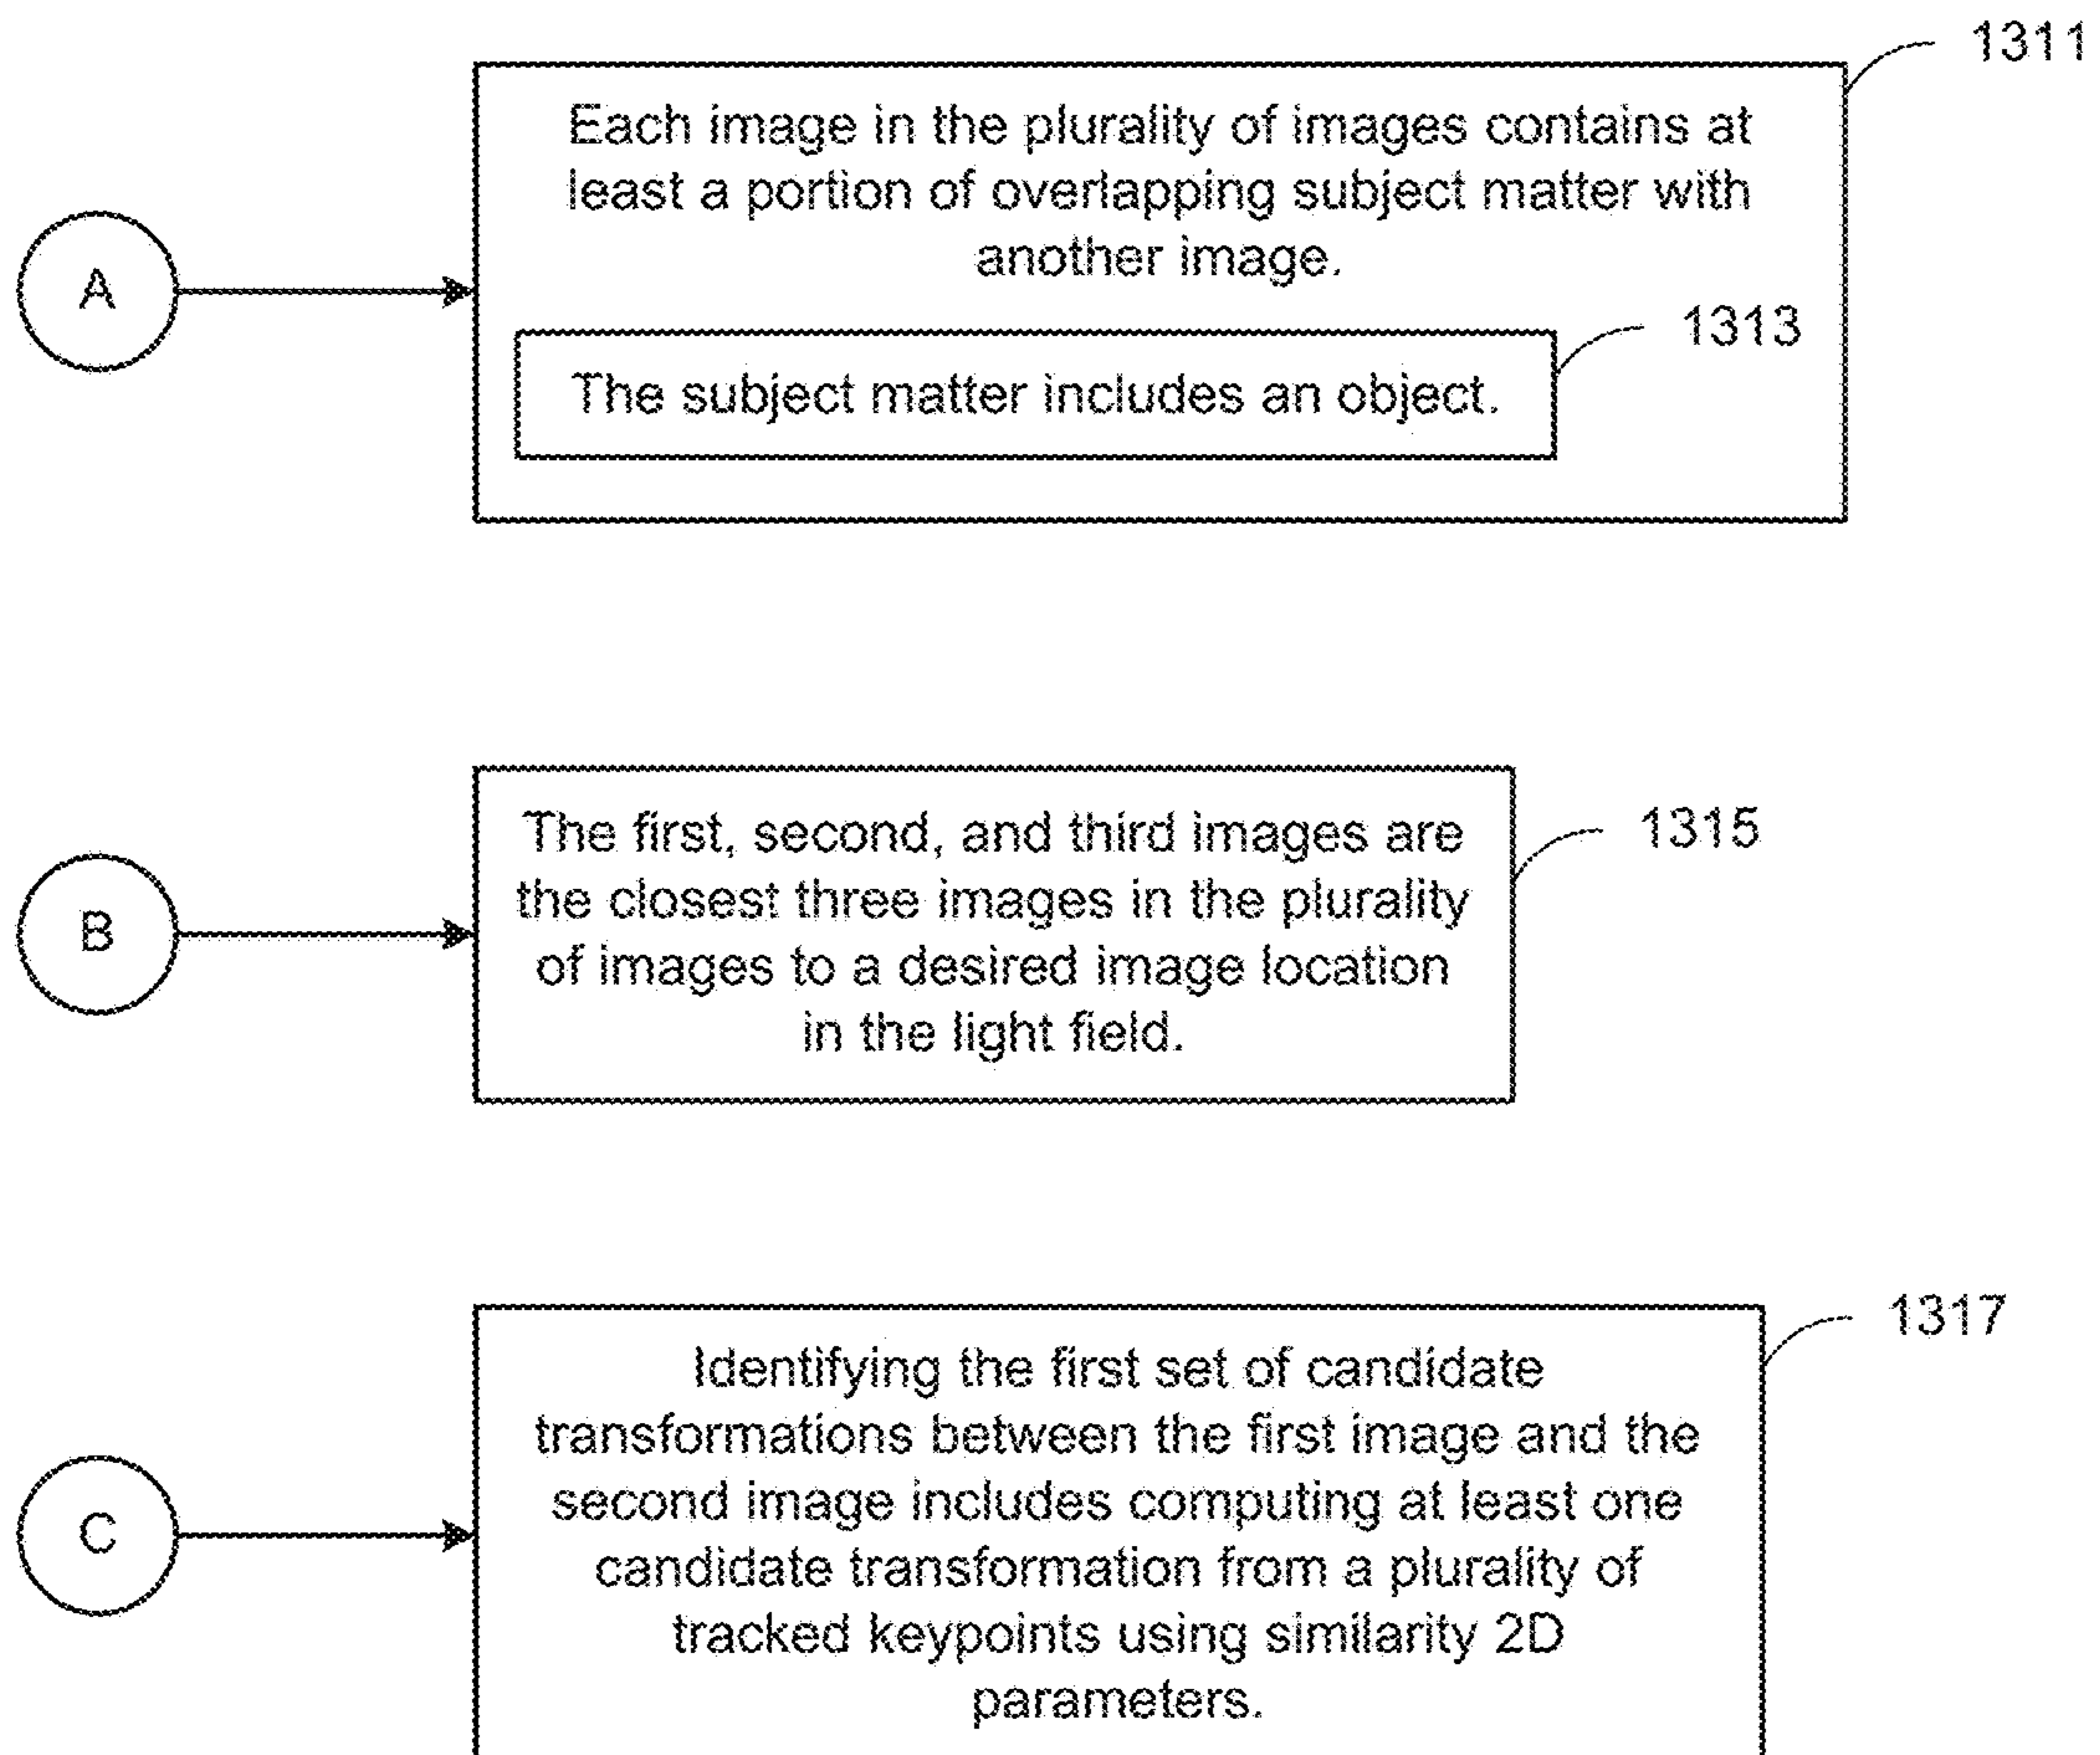 1311
Each image in the plurality of images contains at
least a portion of overlapping subject matter with
another image.
A
1313
The subject matter includes an object.
The first, second, and third images are
1315
the closest three images in the plurality
B
of images to a desired image location
in the light field.
1317
Identifying the first set of candidate
transformations between the first image and the
second image includes computing at least one
C
candidate transformation from a plurality of
tracked keypoints using similarity 2D
parameters.